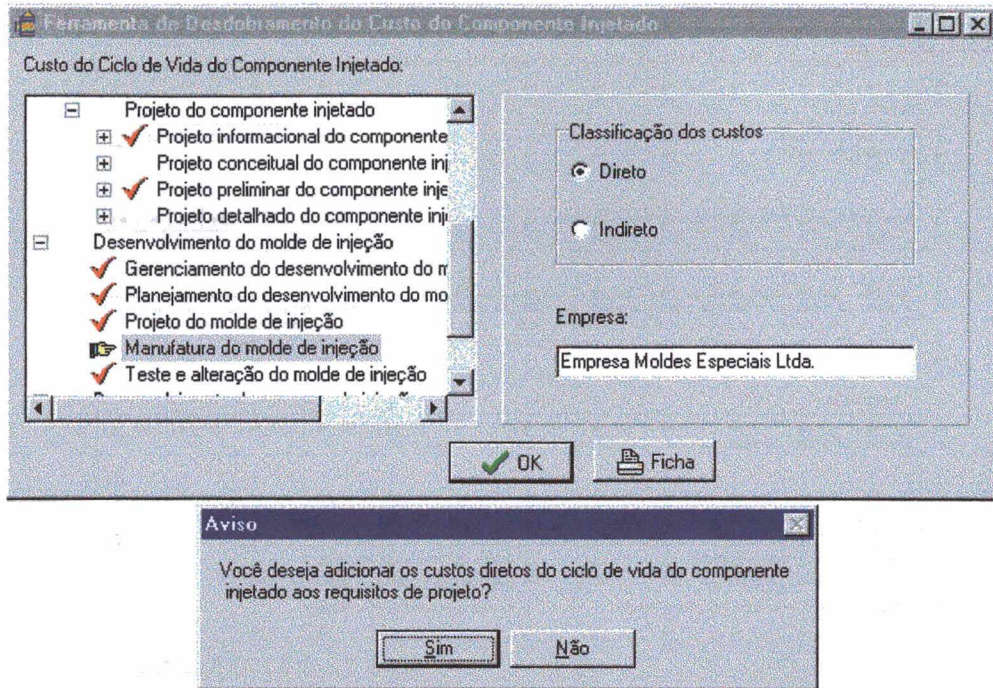 Ferramenta de Desdobramento do Custo do Componente Injetado
Custo do Ciclo de Vida do Componente Injetado:
Projeto do componente injetado
Projeto informacional do componente
Projeto conceitual do componente inj
Projeto preliminar do componente inje
Projeto detalhado do componente inj
Desenvolvimento do molde de injeção
Gerenciamento do desenvolvimento do m
Planejamento do desenvolvimento do mo
Projeto do molde de injeção
Manufatura do molde de injeção
Teste e alteração do molde de injeção
Classificação dos custos
Direto
Indireto
Empresa:
Empresa Moldes Especiais Ltda.
OK
Ficha
Aviso
Você deseja adicionar os custos diretos do ciclo de vida do componente
injetado aos requisitos de projeto?
Sim
Não